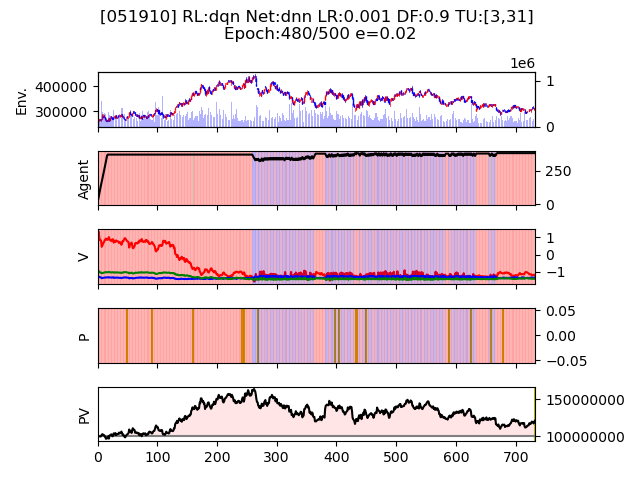 [051910] RL:dqn Net:dnn LR:0.001 DF:0.9 TU:[3,31]
Epoch:480/500 e=0.02
1e6
Env.
400000
300000
1
0
Agent
250
0
V
1
0
−1
P
0.05
0.00
−0.05
PV
150000000
100000000
0 100 200 300 400 500 600 700